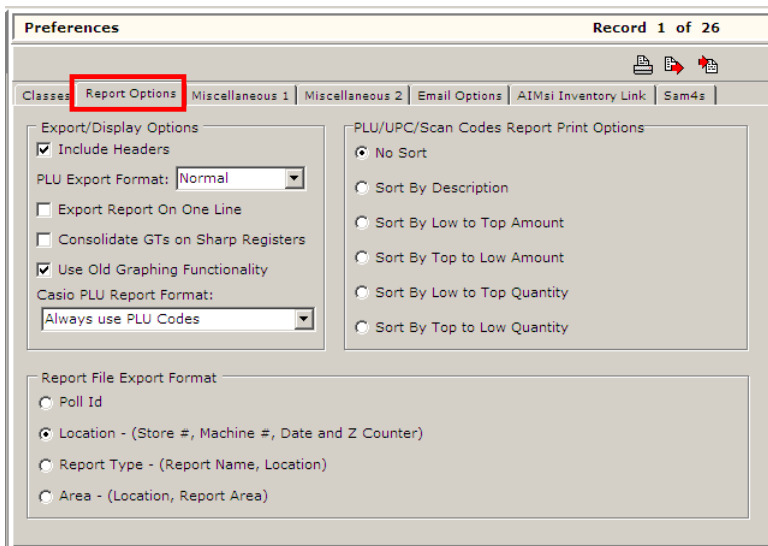 Preferences Record 1 of 26
Classes Report Options Miscellaneous 1 Miscellaneous 2 Email Options AIMsi Inventory Link Sam4s
Export/Display Options
Include Headers
PLU Export Format: Normal
Export Report On One Line
Consolidate GTs on Sharp Registers
Use Old Graphing Functionality
Casio PLU Report Format:
Always use PLU Codes
PLU/UPC/Scan Codes Report Print Options
No Sort
Sort By Description
Sort By Low to Top Amount
Sort By Top to Low Amount
Sort By Low to Top Quantity
Sort By Top to Low Quantity
Report File Export Format
Poll Id
Location - (Store #, Machine #, Date and Z Counter)
Report Type - (Report Name, Location)
Area - (Location, Report Area)